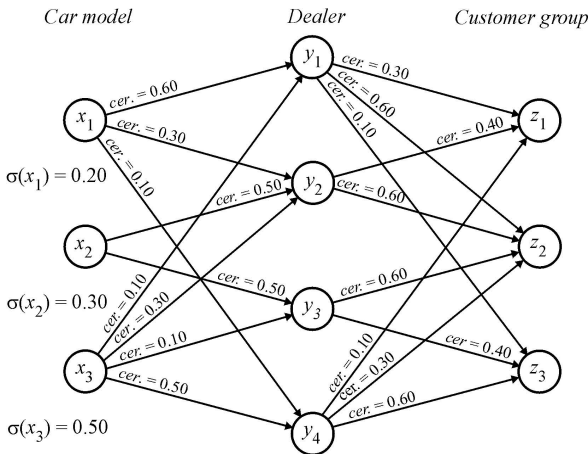 Car model
Dealer
Customer group
y1
cer. = 0.60
cer. = 0.30
cer. = 0.60
cer. = 0.10
x1
z1
cer. = 0.30
cer. = 0.10
cer. = 0.40
σ(x1) = 0.20
y2
cer. = 0.50
cer. = 0.60
x2
z2
cer. = 0.50
cer. = 0.60
σ(x2) = 0.30
y3
cer. = 0.10
cer. = 0.30
cer. = 0.10
cer. = 0.40
x3
z3
cer. = 0.50
cer. = 0.10
cer. = 0.30
cer. = 0.60
σ(x3) = 0.50
y4